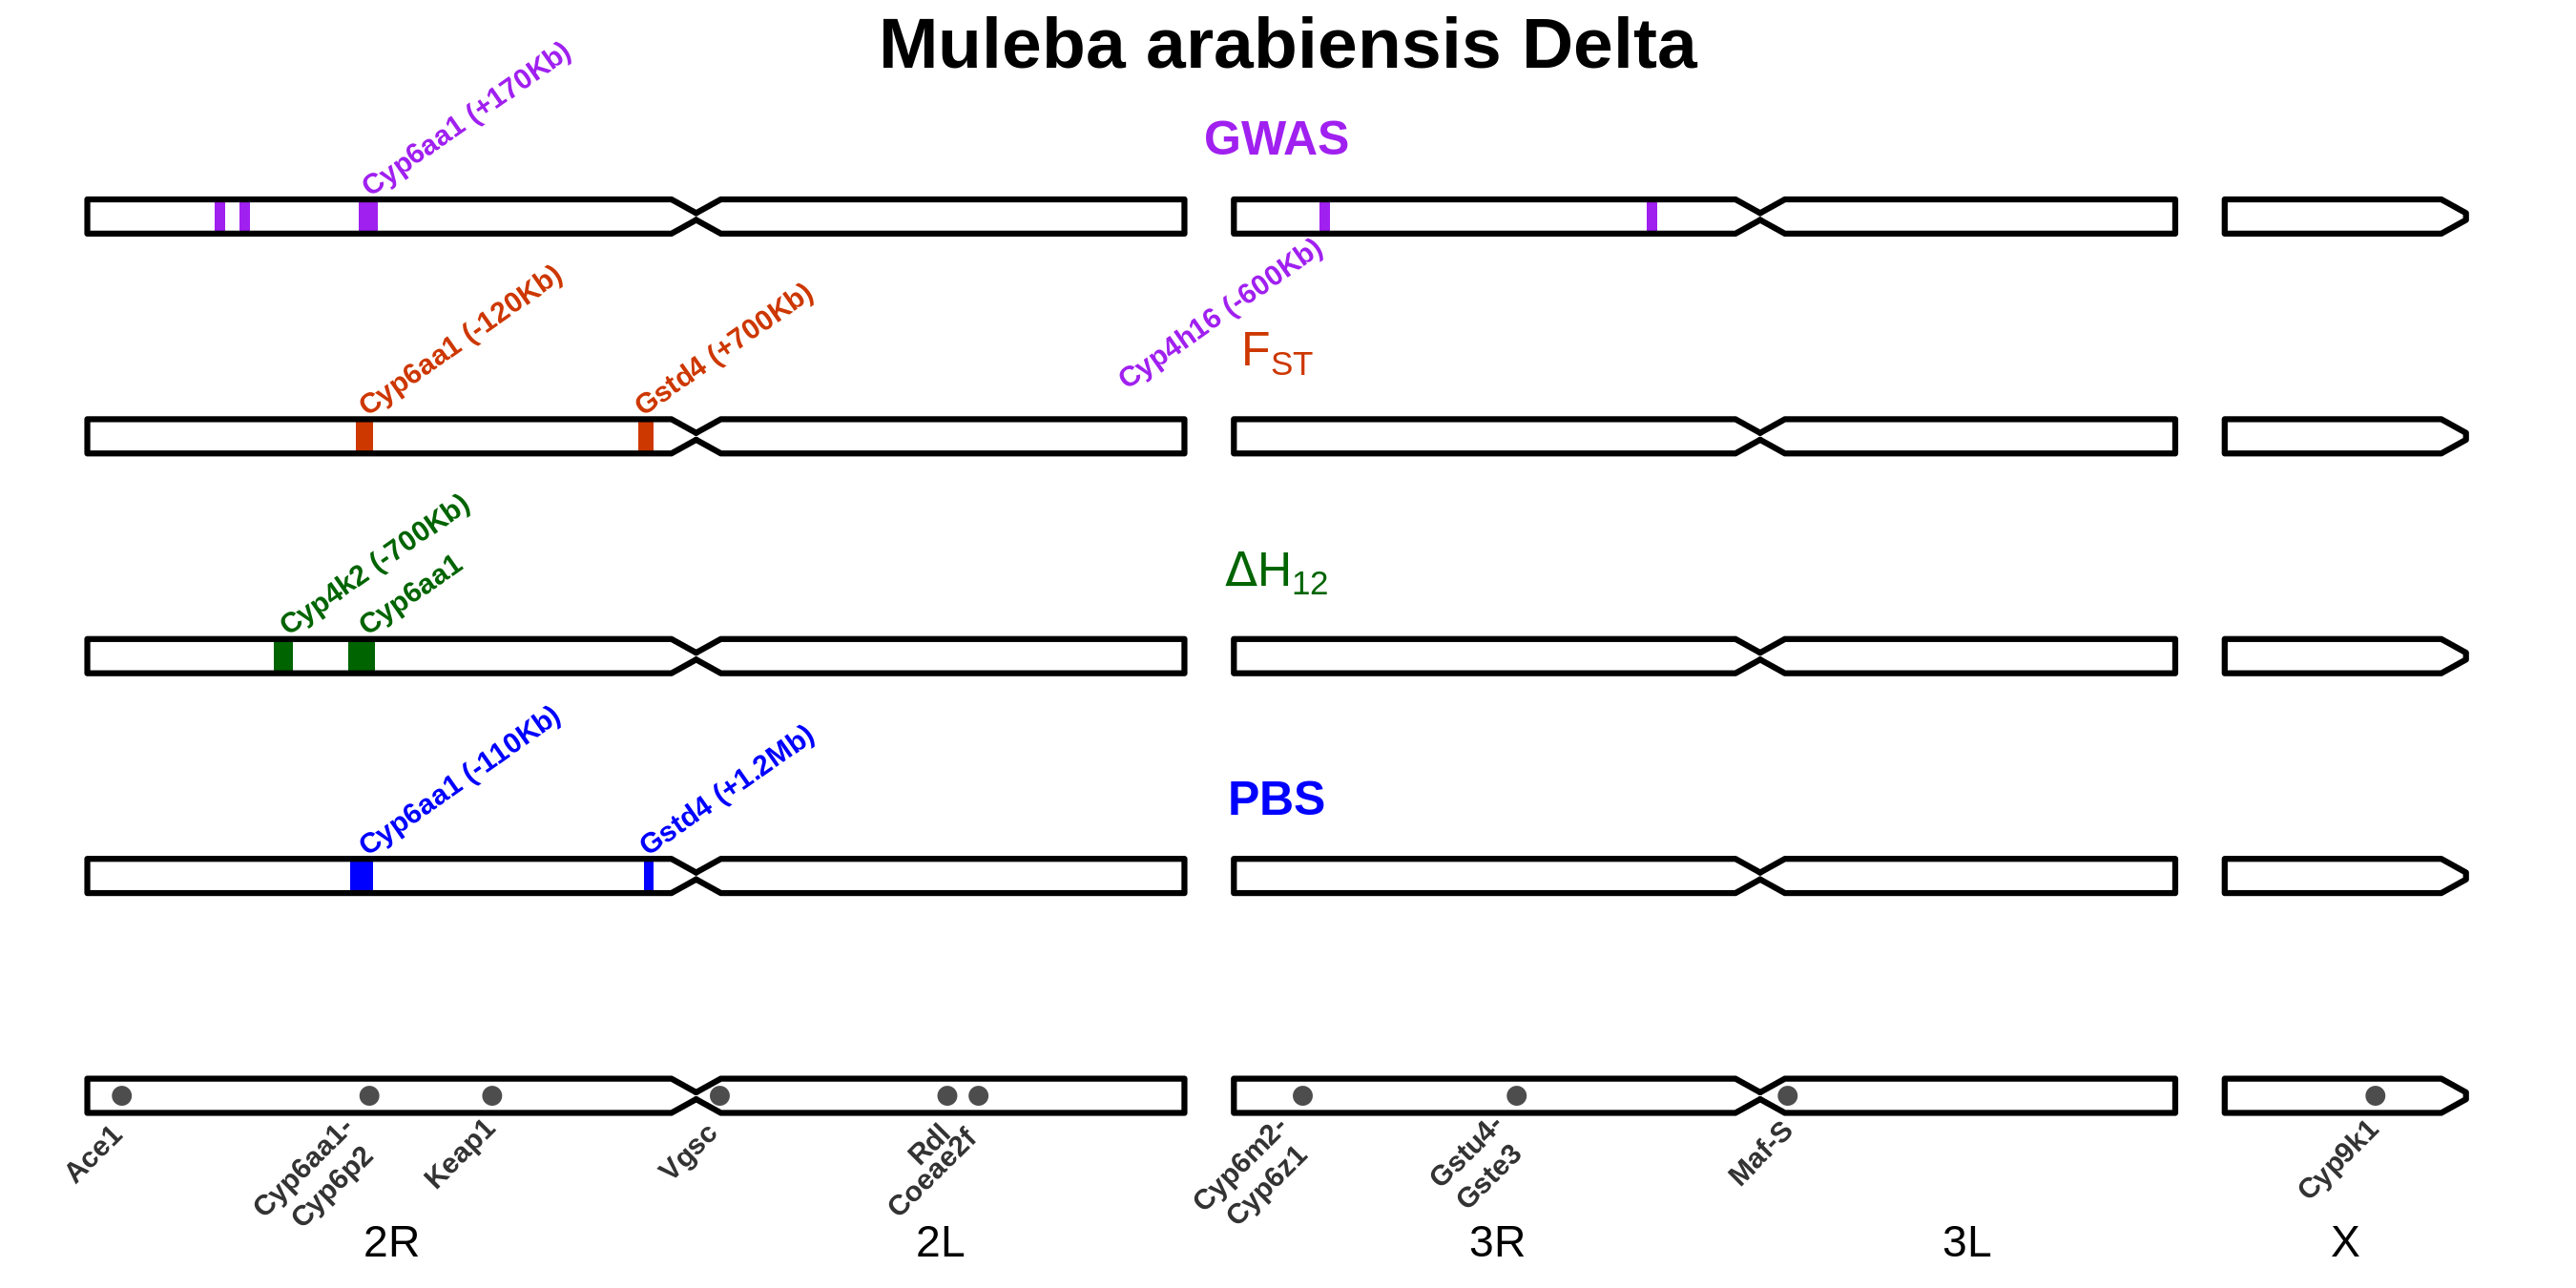 Muleba arabiensis Delta
GWAS
Cyp6aa1 (+170Kb)
Cyp4h16 (-600Kb)
FST
Cyp6aa1 (-120Kb)
Gstd4 (+700Kb)
ΔH12
Cyp4k2 (-700Kb)
Cyp6aa1
PBS
Cyp6aa1 (-110Kb)
Gstd4 (+1.2Mb)
Ace1
Cyp6aa1-
Cyp6p2
Keap1
Vgsc
Rdl
Coeae2f
Cyp6m2-
Cyp6z1
Gstu4-
Gste3
Maf-S
Cyp9k1
2R
2L
3R
3L
X